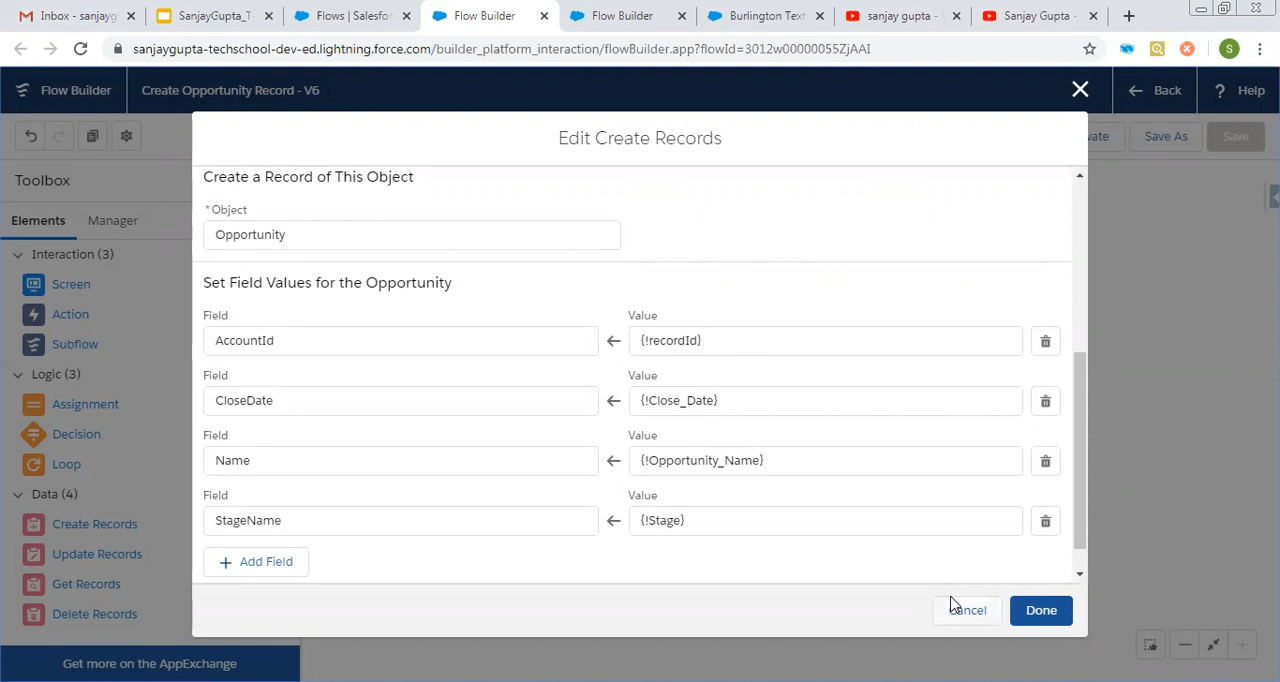 Inbox - sanjayg
SanjayGupta_T
Flows | Salesfor
Flow Builder
Flow Builder
Burlington Text
sanjay gupta -
Sanjay Gupta -
sanjaygupta-techschool-dev-ed.lightning.force.com/builder_platform_interaction/flowBuilder.app?flowId=3012w00000055ZjAAI
S
Flow Builder
Create Opportunity Record - V6
Back
? Help
Edit Create Records
vate
Save As
Save
Toolbox
Create a Record of This Object
Elements
Manager
*Object
Opportunity
Interaction (3)
Screen
Action
Subflow
Logic (3)
Assignment
Decision
Loop
Data (4)
Create Records
Update Records
Get Records
Delete Records
Get more on the AppExchange
Set Field Values for the Opportunity
Field
Value
AccountId
{!recordId}
Field
Value
CloseDate
{!Close_Date}
Field
Value
Name
{!Opportunity_Name}
Field
Value
StageName
{!Stage}
+ Add Field
Cancel
Done